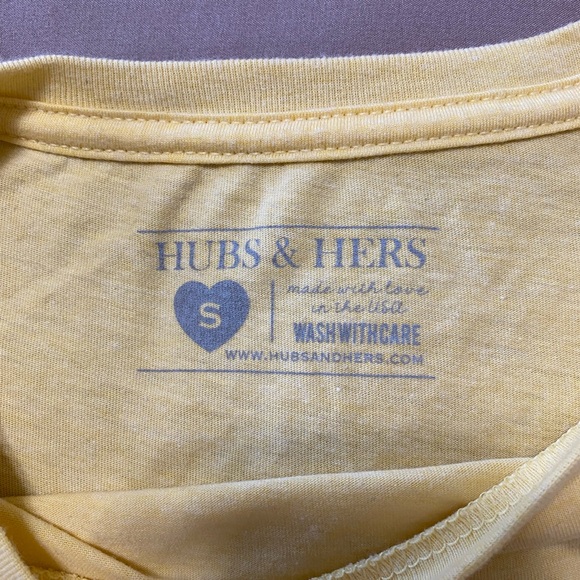 HUBS & HERS
S
made with love
in the USA
WASH WITH CARE
WWW.HUBSANDHERS.COM